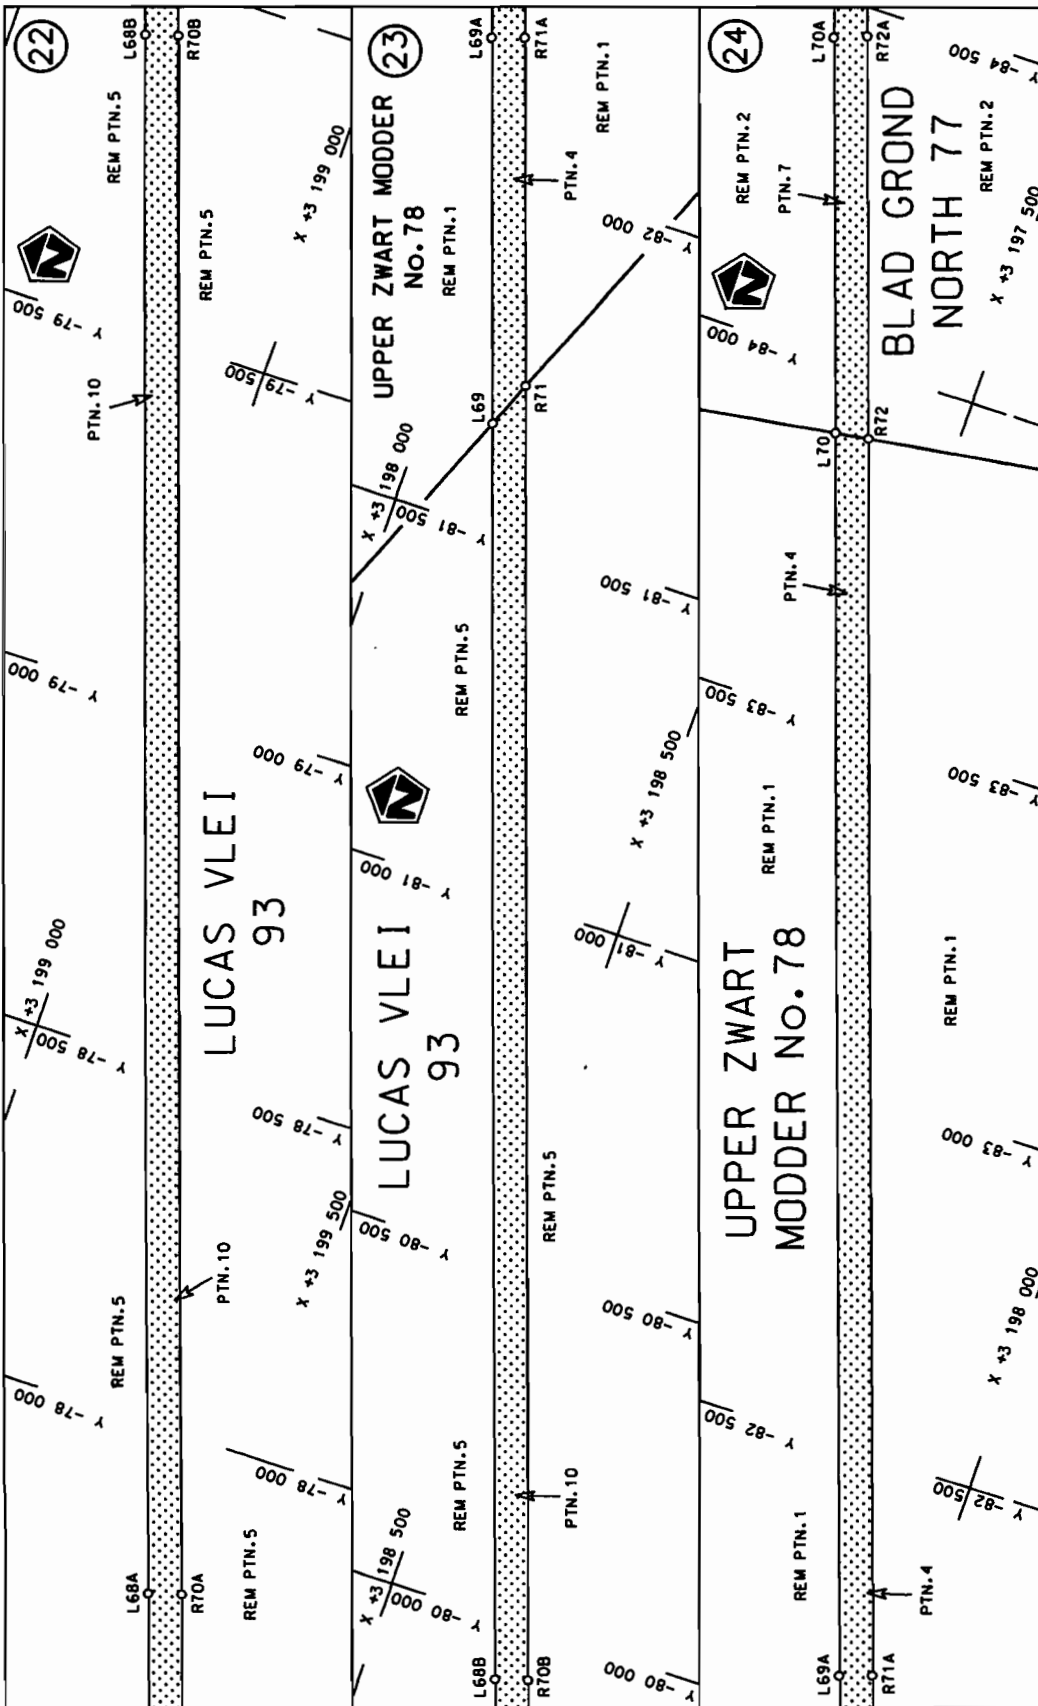 22
L68B
R70B
REM PTN.5
REM PTN.5
X +3 199 000
Y -79 500
Y -79 500
PTN.10
N
Y -79 000
Y -79 000
LUCAS VLEI
93
X +3 199 000
Y -78 500
Y -78 500
X +3 199 500
PTN.10
REM PTN.5
Y -78 000
Y -78 000
REM PTN.5
L68A
R70A
23
L69A
R71A
REM PTN.1
UPPER ZWART MODDER
No.78
REM PTN.1
PTN.4
Y -82 000
L69
R71
X +3 198 000
Y -81 500
Y -81 500
REM PTN.5
N
X +3 198 500
Y -81 000
Y -81 000
LUCAS VLEI
93
REM PTN.5
Y -80 500
Y -80 500
REM PTN.5
PTN.10
X +3 198 500
Y -80 000
Y -80 000
L68B
R70B
24
L70A
R72A
Y -84 500
REM PTN.2
PTN.7
BLAD GROND
NORTH 77
REM PTN.2
X +3 197 500
N
Y -84 000
L70
R72
PTN.4
Y -83 500
Y -83 500
REM PTN.1
UPPER ZWART
MODDER No.78
REM PTN.1
Y -83 000
X +3 198 000
Y -82 500
Y -82 500
REM PTN.1
PTN.4
L69A
R71A